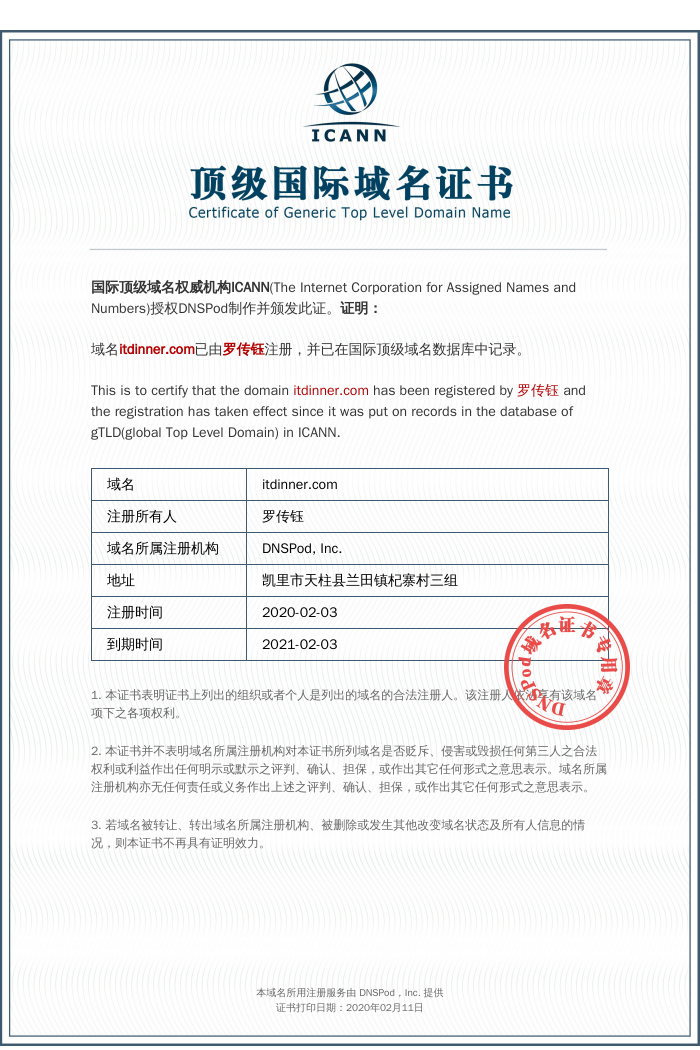 ICANN
顶级国际域名证书
Certificate of Generic Top Level Domain Name
国际顶级域名权威机构ICANN(The Internet Corporation for Assigned Names and
Numbers)授权DNSPod制作并颁发此证。证明：
域名itdinner.com已由罗传钰注册，并已在国际顶级域名数据库中记录。
This is to certify that the domain itdinner.com has been registered by 罗传钰 and
the registration has taken effect since it was put on records in the database of
gTLD(global Top Level Domain) in ICANN.
域名 itdinner.com
注册所有人 罗传钰
域名所属注册机构 DNSPod, Inc.
地址 凯里市天柱县兰田镇杞寨村三组
注册时间 2020-02-03
到期时间 2021-02-03
DNSPod域名证书专用章
1. 本证书表明证书上列出的组织或者个人是列出的域名的合法注册人。该注册人依法享有该域名
项下之各项权利。
2. 本证书并不表明域名所属注册机构对本证书所列域名是否贬斥、侵害或毁损任何第三人之合法
权利或利益作出任何明示或默示之评判、确认、担保，或作出其它任何形式之意思表示。域名所属
注册机构亦无任何责任或义务作出上述之评判、确认、担保，或作出其它任何形式之意思表示。
3. 若域名被转让、转出域名所属注册机构、被删除或发生其他改变域名状态及所有人信息的情
况，则本证书不再具有证明效力。
本域名所用注册服务由 DNSPod，Inc. 提供
证书打印日期：2020年02月11日